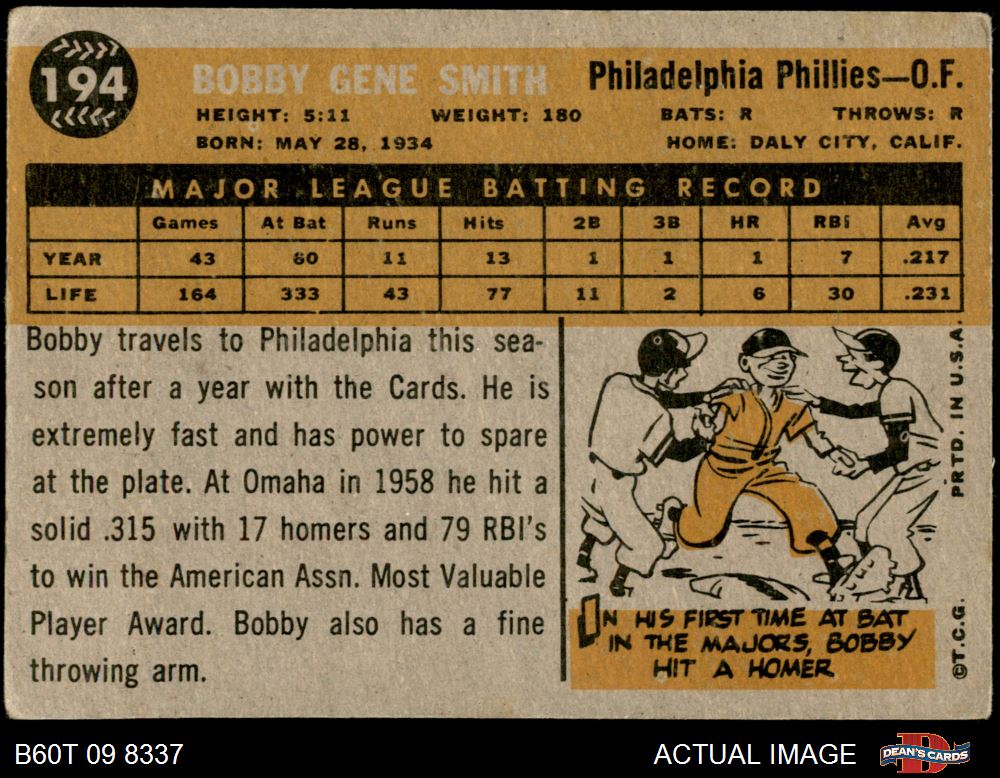 194
BOBBY GENE SMITH Philadelphia Phillies—O.F.
HEIGHT: 5:11 WEIGHT: 180 BATS: R THROWS: R
BORN: MAY 28, 1934 HOME: DALY CITY, CALIF.
MAJOR LEAGUE BATTING RECORD
Games At Bat Runs Hits 2B 3B HR RBI Avg
YEAR 43 60 11 13 1 1 1 7 .217
LIFE 164 333 43 77 11 2 6 30 .231
Bobby travels to Philadelphia this sea-
son after a year with the Cards. He is
extremely fast and has power to spare
at the plate. At Omaha in 1958 he hit a
solid .315 with 17 homers and 79 RBI's
to win the American Assn. Most Valuable
Player Award. Bobby also has a fine
throwing arm.
IN HIS FIRST TIME AT BAT
IN THE MAJORS, BOBBY
HIT A HOMER
©T.C.G. PRTD. IN U.S.A.
B60T 09 8337 ACTUAL IMAGE
DEAN'S CARDS